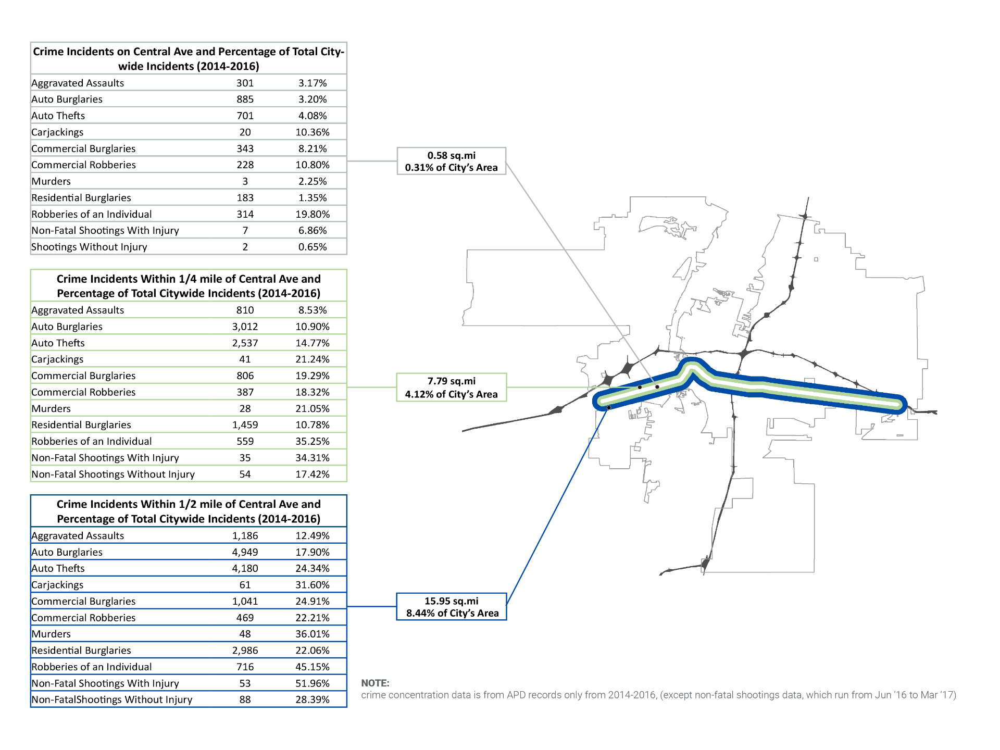 Crime Incidents on Central Ave and Percentage of Total City-
wide Incidents (2014-2016)
Aggravated Assaults 301 3.17%
Auto Burglaries 885 3.20%
Auto Thefts 701 4.08%
Carjackings 20 10.36%
Commercial Burglaries 343 8.21%
Commercial Robberies 228 10.80%
Murders 3 2.25%
Residential Burglaries 183 1.35%
Robberies of an Individual 314 19.80%
Non-Fatal Shootings With Injury 7 6.86%
Shootings Without Injury 2 0.65%
0.58 sq.mi
0.31% of City's Area
Crime Incidents Within 1/4 mile of Central Ave and
Percentage of Total Citywide Incidents (2014-2016)
Aggravated Assaults 810 8.53%
Auto Burglaries 3,012 10.90%
Auto Thefts 2,537 14.77%
Carjackings 41 21.24%
Commercial Burglaries 806 19.29%
Commercial Robberies 387 18.32%
Murders 28 21.05%
Residential Burglaries 1,459 10.78%
Robberies of an Individual 559 35.25%
Non-Fatal Shootings With Injury 35 34.31%
Non-Fatal Shootings Without Injury 54 17.42%
7.79 sq.mi
4.12% of City's Area
Crime Incidents Within 1/2 mile of Central Ave and
Percentage of Total Citywide Incidents (2014-2016)
Aggravated Assaults 1,186 12.49%
Auto Burglaries 4,949 17.90%
Auto Thefts 4,180 24.34%
Carjackings 61 31.60%
Commercial Burglaries 1,041 24.91%
Commercial Robberies 469 22.21%
Murders 48 36.01%
Residential Burglaries 2,986 22.06%
Robberies of an Individual 716 45.15%
Non-Fatal Shootings With Injury 53 51.96%
Non-FatalShootings Without Injury 88 28.39%
15.95 sq.mi
8.44% of City's Area
NOTE:
crime concentration data is from APD records only from 2014-2016, (except non-fatal shootings data, which run from Jun '16 to Mar '17)